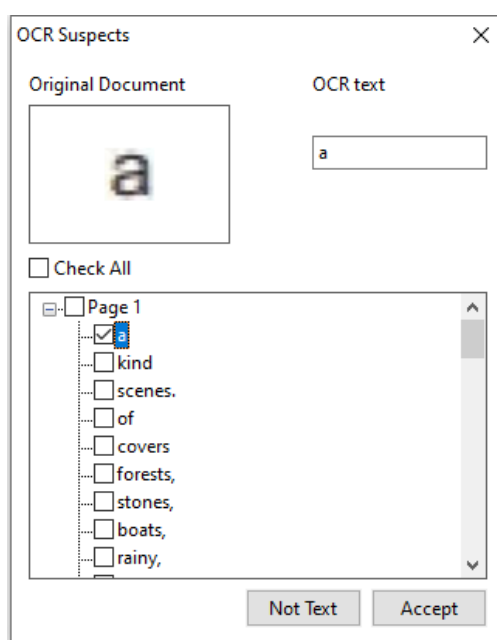 OCR Suspects
Original Document OCR text
a a
Check All
Page 1
a
kind
scenes.
of
covers
forests,
stones,
boats,
rainy,
Not Text Accept